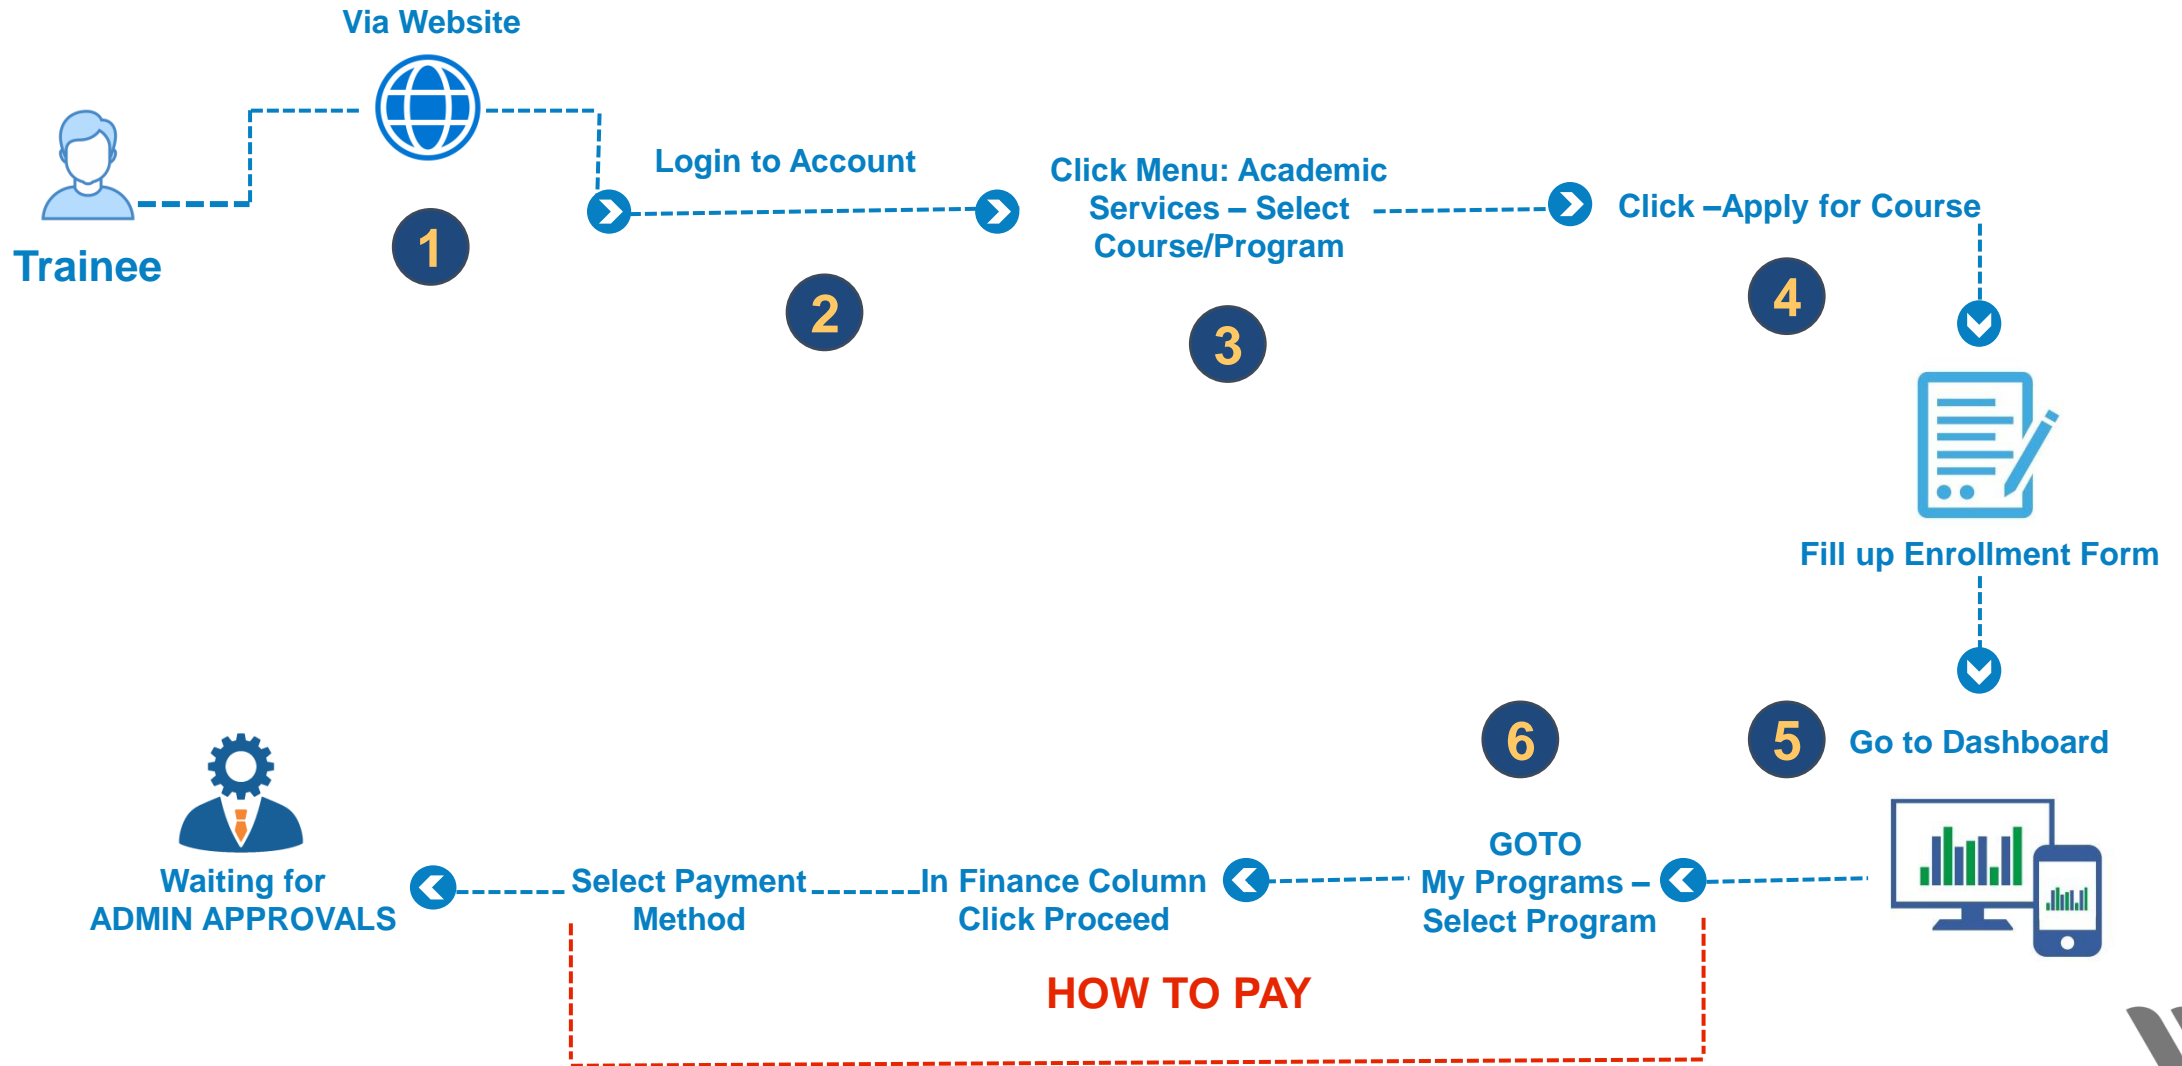 Via Website
Trainee
1
Login to Account
2
Click Menu: Academic
Services – Select
Course/Program
3
Click –Apply for Course
4
Fill up Enrollment Form
5
Go to Dashboard
6
GOTO
My Programs –
Select Program
In Finance Column
Click Proceed
Select Payment
Method
Waiting for
ADMIN APPROVALS
HOW TO PAY